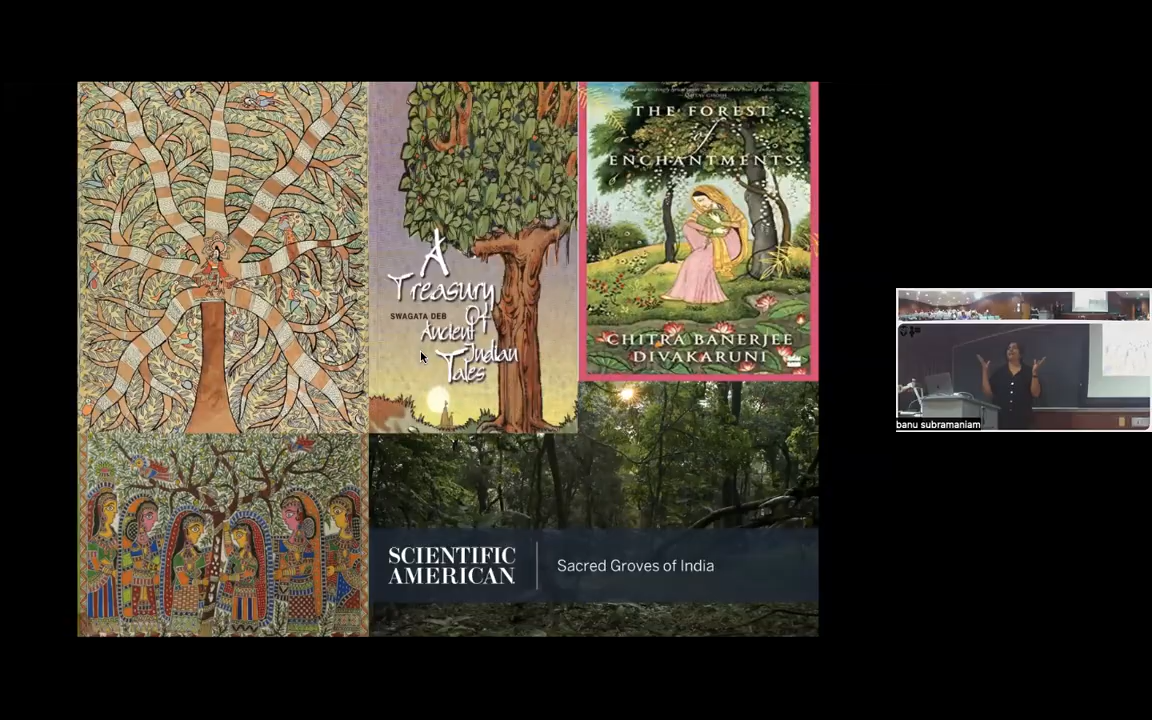 A
Treasury
Of
SWAGATA DEB
Ancient
Indian
Tales
THE FOREST
of
ENCHANTMENTS
CHITRA BANERJEE
DIVAKARUNI
SCIENTIFIC
AMERICAN
Sacred Groves of India
banu subramaniam